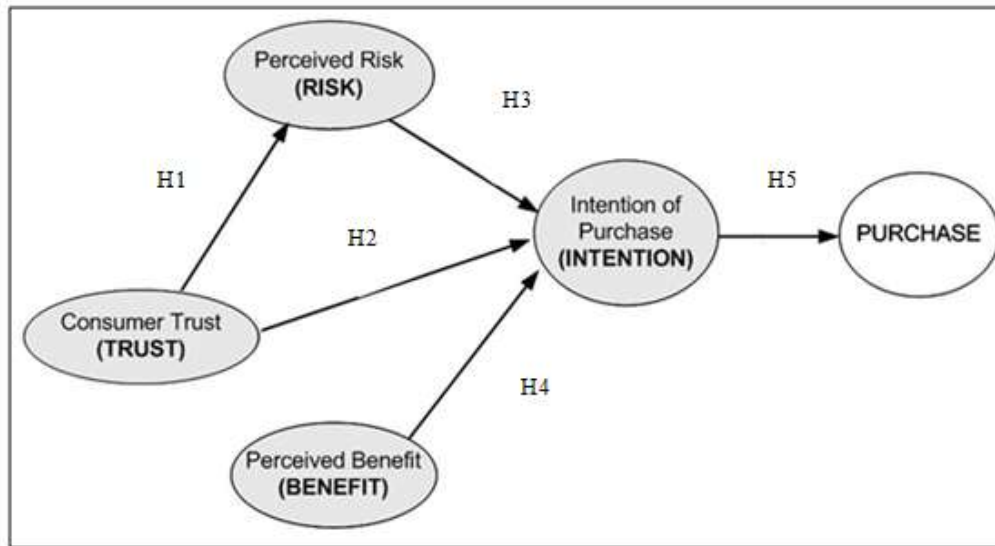 Perceived Risk
(RISK)
H3
H1
H2
Intention of
Purchase
(INTENTION)
H5
PURCHASE
Consumer Trust
(TRUST)
H4
Perceived Benefit
(BENEFIT)